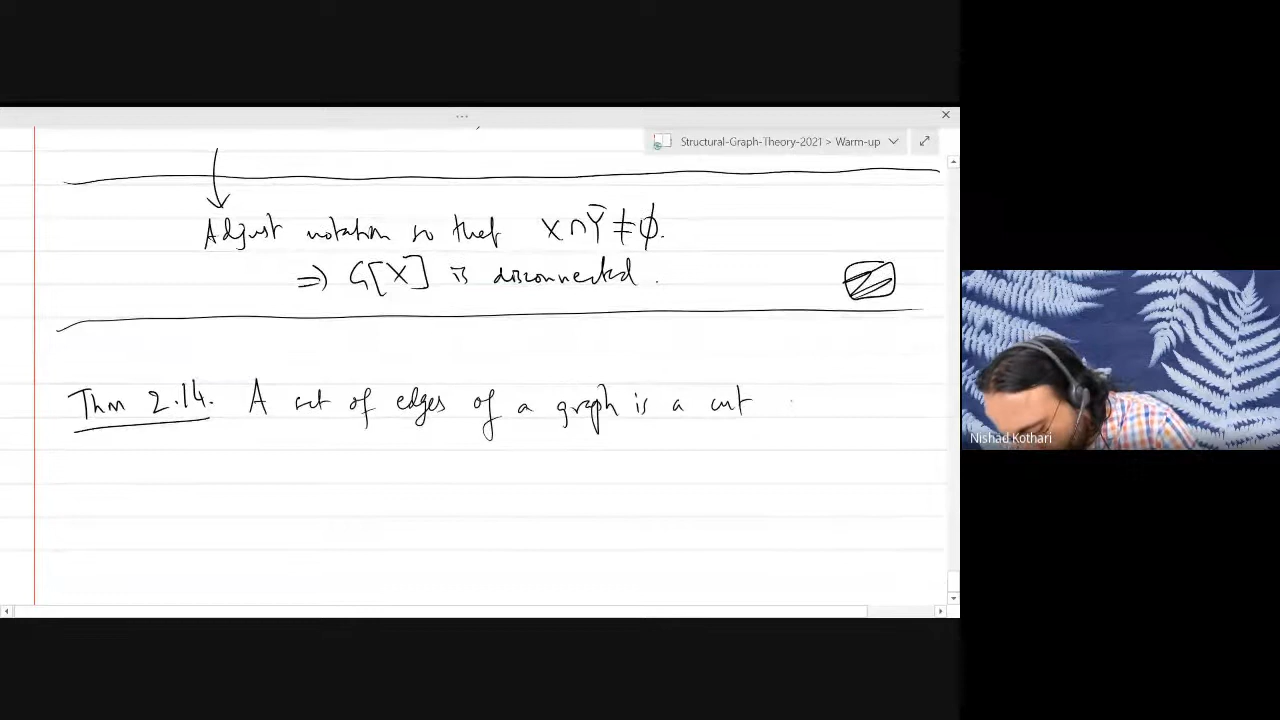 Structural-Graph-Theory-2021 > Warm-up
Adjust notation so that X ∩ Ȳ ≠ ϕ.
⇒ G[X] is disconnected.
Thm 2.14. A set of edges of a graph is a cut
Nishad Kothari